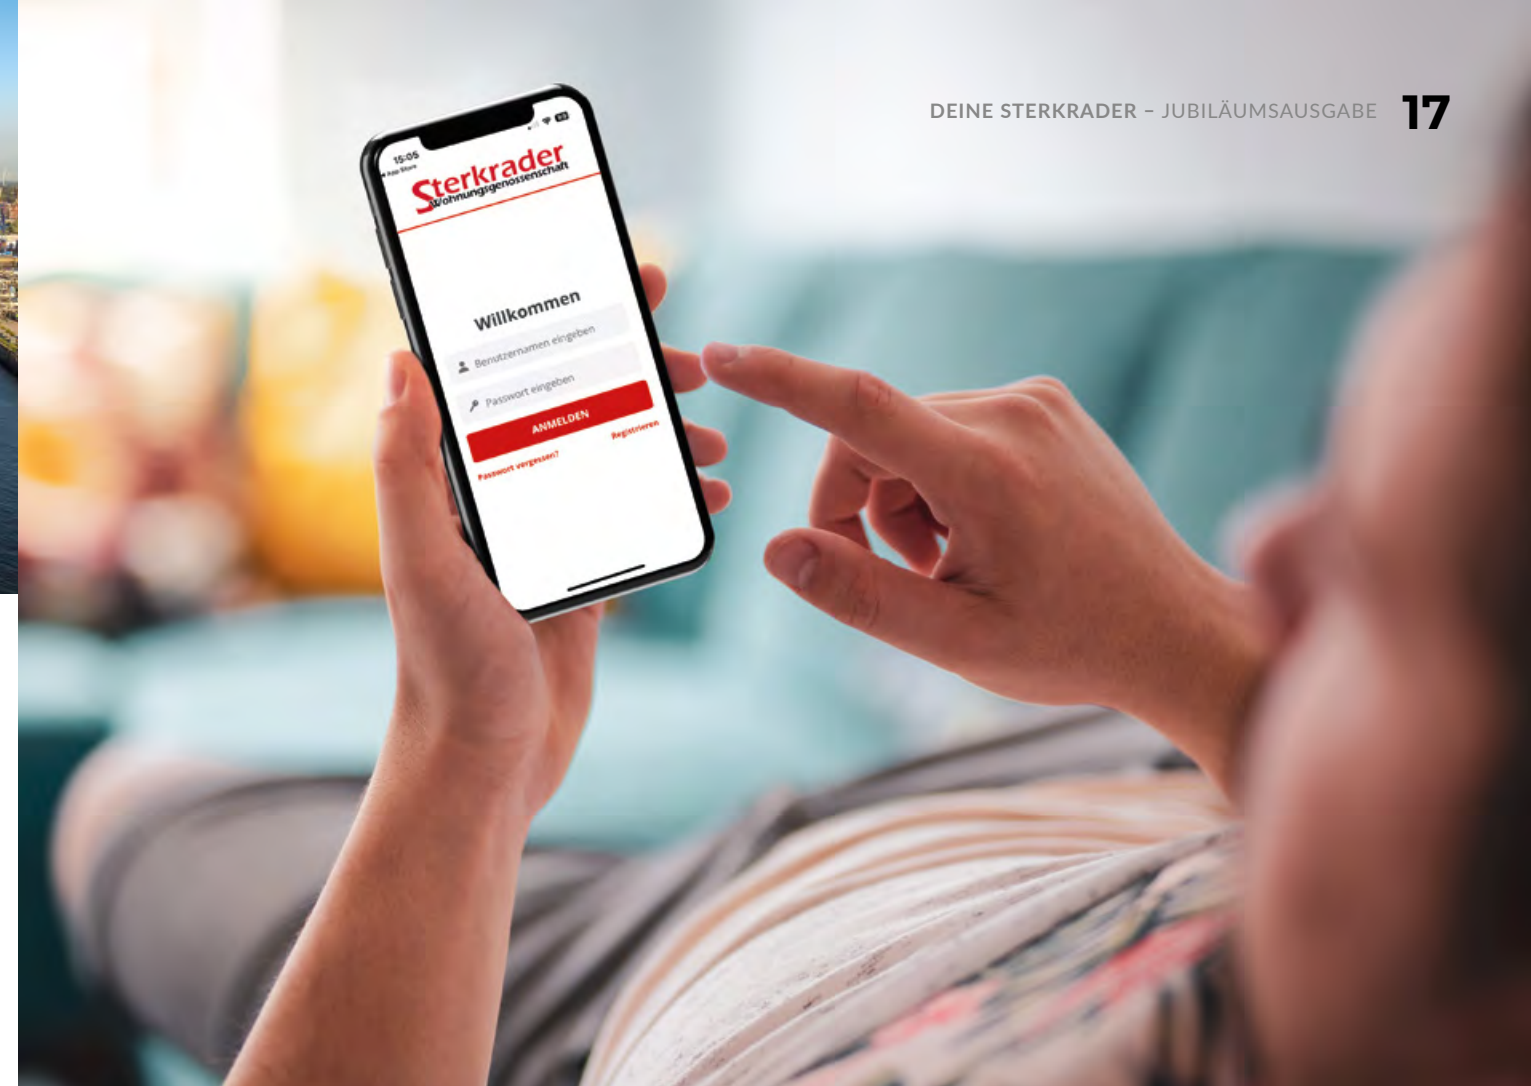 DEINE STERKRADER – JUBILÄUMSAUSGABE 17
15:05
App Store
Sterkrader
Wohnungsgenossenschaft
Willkommen
Benutzernamen eingeben
Passwort eingeben
ANMELDEN
Registrieren
Passwort vergessen?